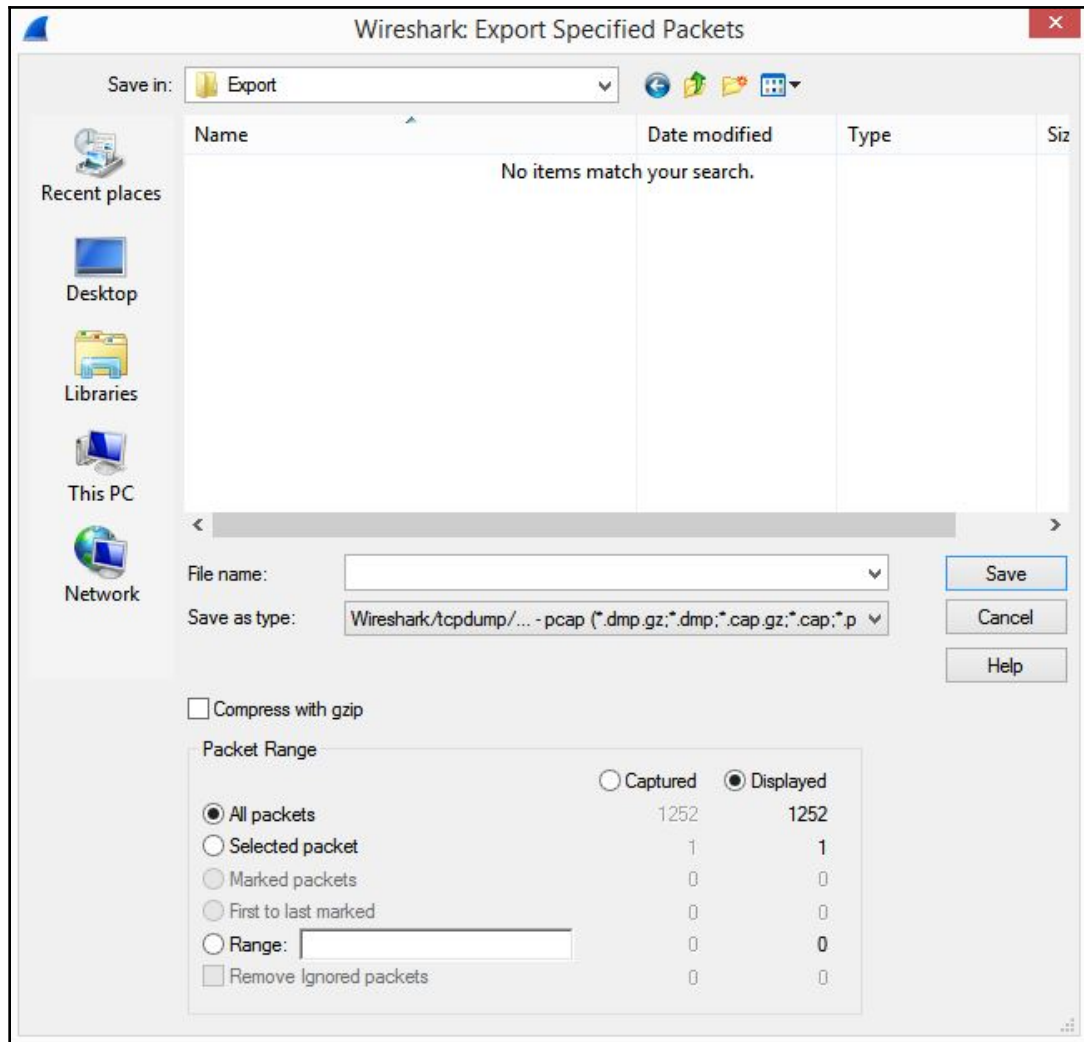 Wireshark: Export Specified Packets
Save in: Export
Name Date modified Type Siz
No items match your search.
Recent places
Desktop
Libraries
This PC
Network
File name: Save
Save as type: Wireshark/tcpdump/... - pcap (*.dmp.gz;*.dmp;*.cap.gz;*.cap;*.p Cancel
Help
Compress with gzip
Packet Range
Captured Displayed
All packets 1252 1252
Selected packet 1 1
Marked packets 0 0
First to last marked 0 0
Range: 0 0
Remove Ignored packets 0 0